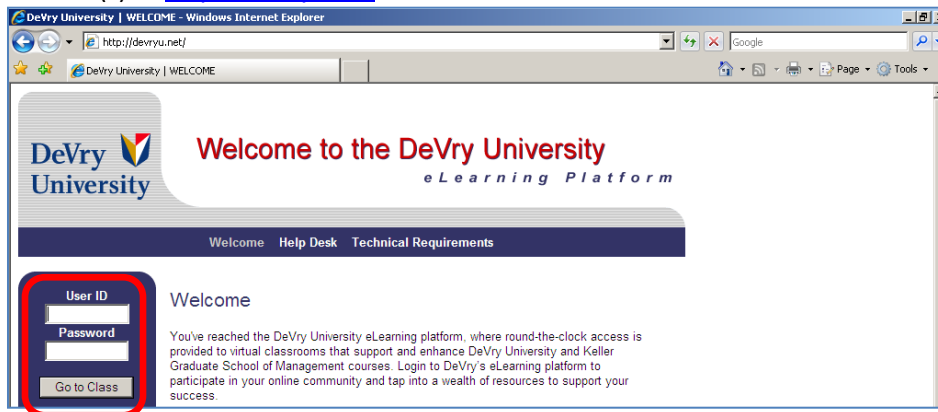 DeVry University | WELCOME - Windows Internet Explorer
http://devryu.net/
Google
DeVry University | WELCOME
Page
Tools
DeVry
University
Welcome to the DeVry University
eLearning Platform
Welcome Help Desk Technical Requirements
User ID
Password
Go to Class
Welcome
You've reached the DeVry University eLearning platform, where round-the-clock access is
provided to virtual classrooms that support and enhance DeVry University and Keller
Graduate School of Management courses. Login to DeVry's eLearning platform to
participate in your online community and tap into a wealth of resources to support your
success.